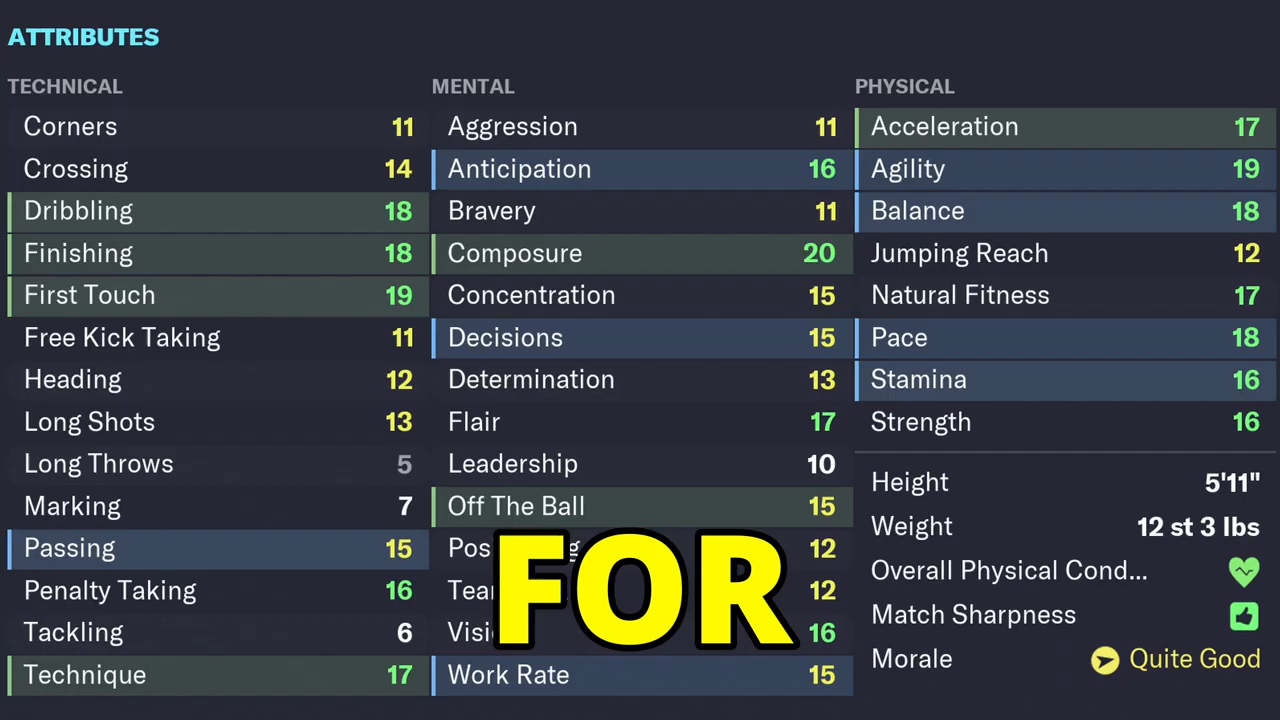 ATTRIBUTES
TECHNICAL
Corners 11
Crossing 14
Dribbling 18
Finishing 18
First Touch 19
Free Kick Taking 11
Heading 12
Long Shots 13
Long Throws 5
Marking 7
Passing 15
Penalty Taking 16
Tackling 6
Technique 17
MENTAL
Aggression 11
Anticipation 16
Bravery 11
Composure 20
Concentration 15
Decisions 15
Determination 13
Flair 17
Leadership 10
Off The Ball 15
12
12
16
Work Rate 15
FOR
PHYSICAL
Acceleration 17
Agility 19
Balance 18
Jumping Reach 12
Natural Fitness 17
Pace 18
Stamina 16
Strength 16
Height 5'11"
Weight 12 st 3 lbs
Overall Physical Cond...
Match Sharpness
Morale Quite Good